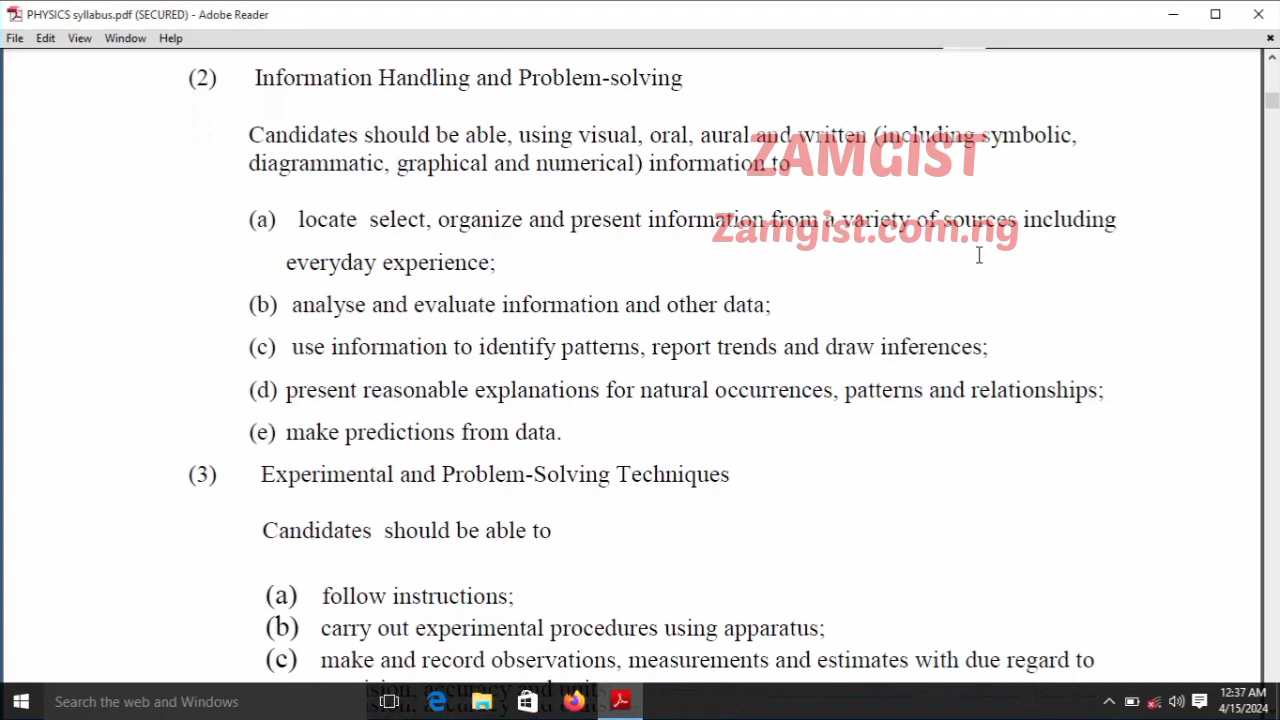 PHYSICS syllabus.pdf (SECURED) - Adobe Reader
File Edit View Window Help
(2) Information Handling and Problem-solving
Candidates should be able, using visual, oral, aural and written (including symbolic,
diagrammatic, graphical and numerical) information to
ZAMGIST
(a) locate select, organize and present information from a variety of sources including
Zamgist.com.ng
everyday experience;
(b) analyse and evaluate information and other data;
(c) use information to identify patterns, report trends and draw inferences;
(d) present reasonable explanations for natural occurrences, patterns and relationships;
(e) make predictions from data.
(3) Experimental and Problem-Solving Techniques
Candidates should be able to
(a) follow instructions;
(b) carry out experimental procedures using apparatus;
(c) make and record observations, measurements and estimates with due regard to
accuracy and units
Search the web and Windows
12:37 AM
4/15/2024